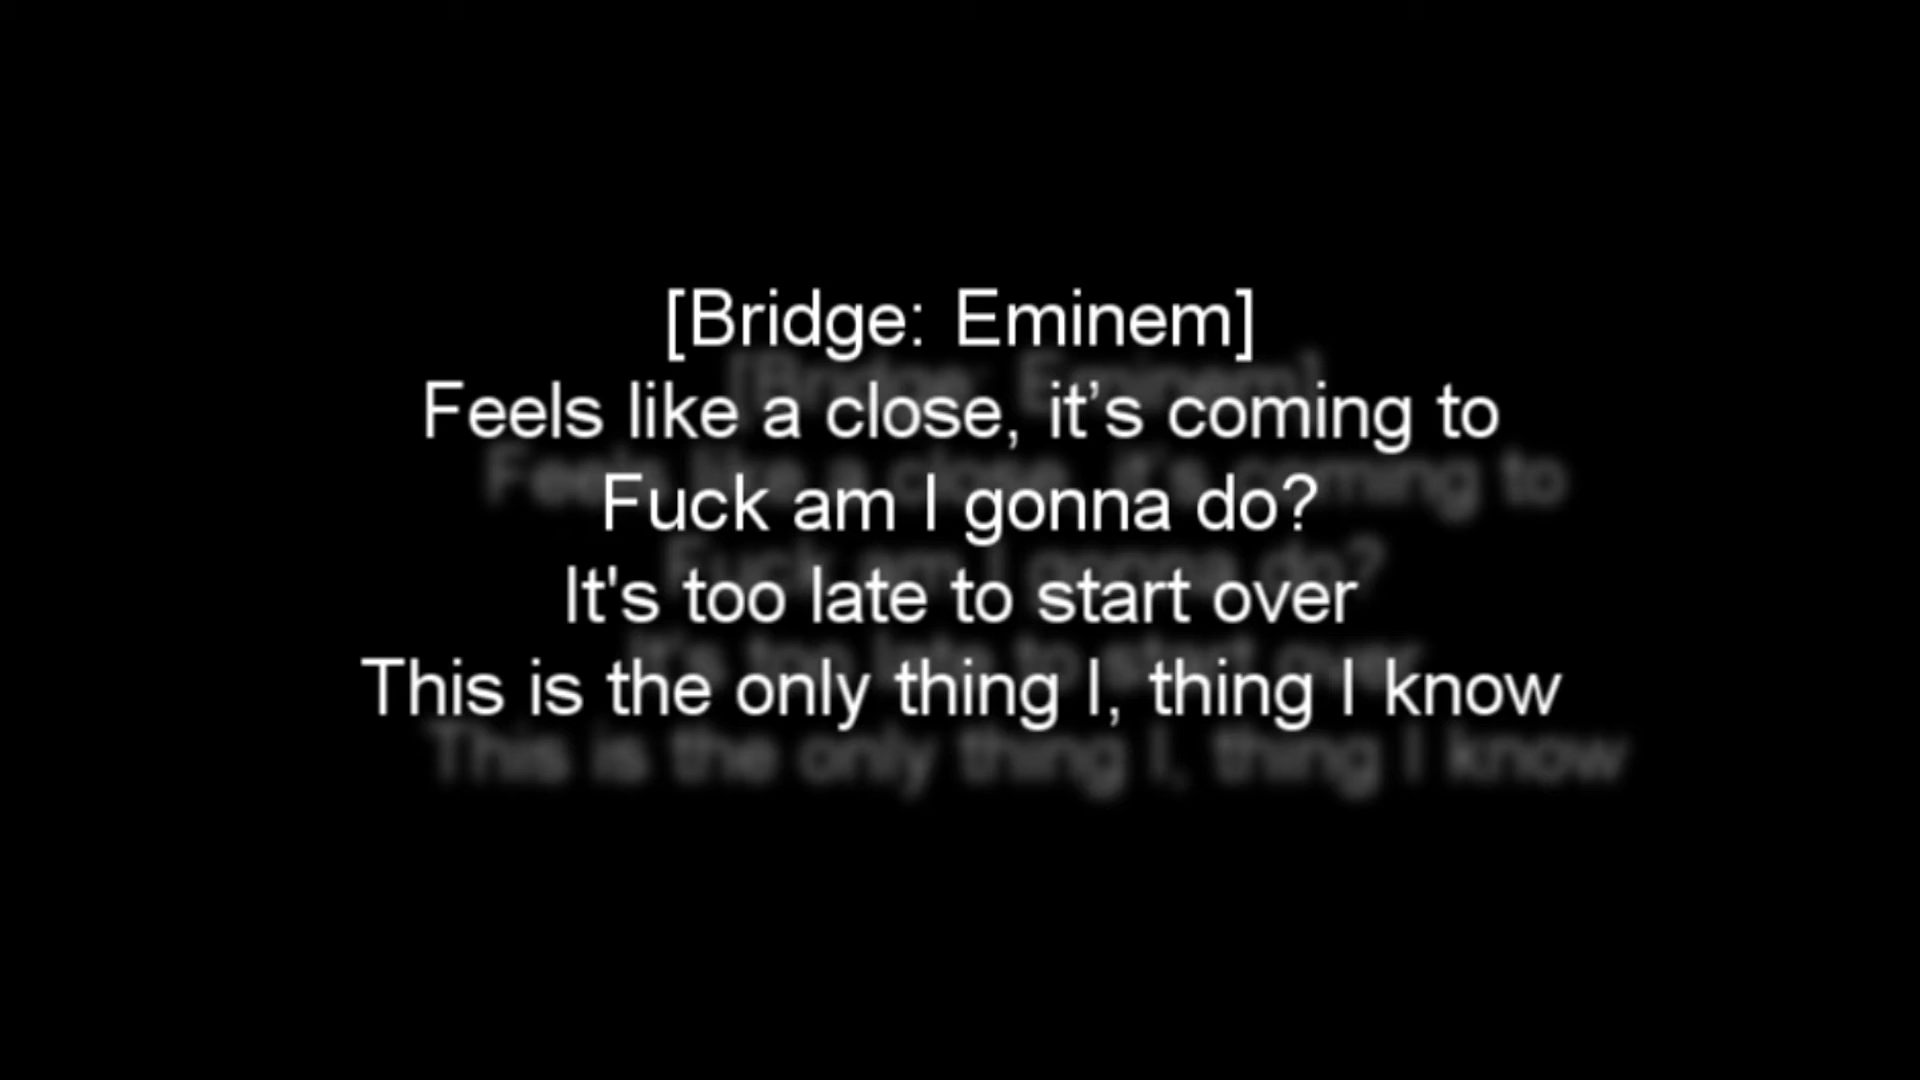 [Bridge: Eminem]
Feels like a close, it’s coming to
Fuck am I gonna do?
It's too late to start over
This is the only thing I, thing I know